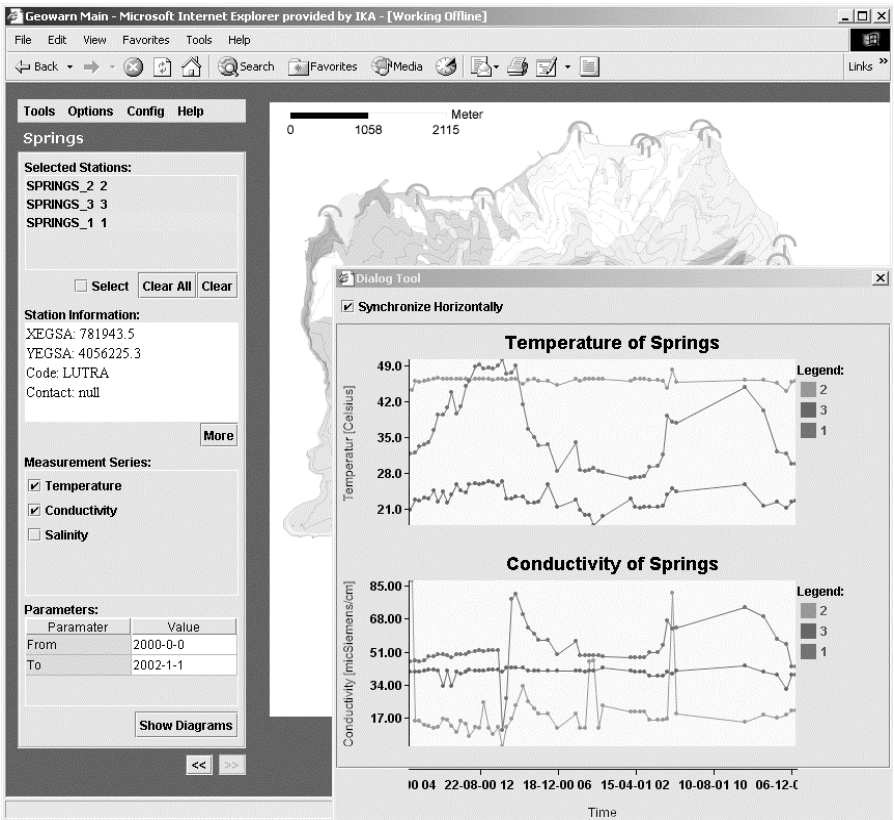 Geowarn Main - Microsoft Internet Explorer provided by IKA - [Working Offline]
File Edit View Favorites Tools Help
Back Search Favorites Media Links »
Tools Options Config Help
Springs
Selected Stations:
SPRINGS_2 2
SPRINGS_3 3
SPRINGS_1 1
Select Clear All Clear
Station Information:
XEGSA: 781943.5
YEGSA: 4056225.3
Code: LUTRA
Contact: null
More
Measurement Series:
Temperature
Conductivity
Salinity
Parameters:
Paramater Value
From 2000-0-0
To 2002-1-1
Show Diagrams
<< >>
Meter
0 1058 2115
Dialog Tool
Synchronize Horizontally
Temperature of Springs
Temperatur [Celsius]
49.0
42.0
35.0
28.0
21.0
Legend:
2
3
1
Conductivity of Springs
Conductivity [micSiemens/cm]
85.00
68.00
51.00
34.00
17.00
Legend:
2
3
1
00 04 22-08-00 12 18-12-00 06 15-04-01 02 10-08-01 10 06-12-0
Time